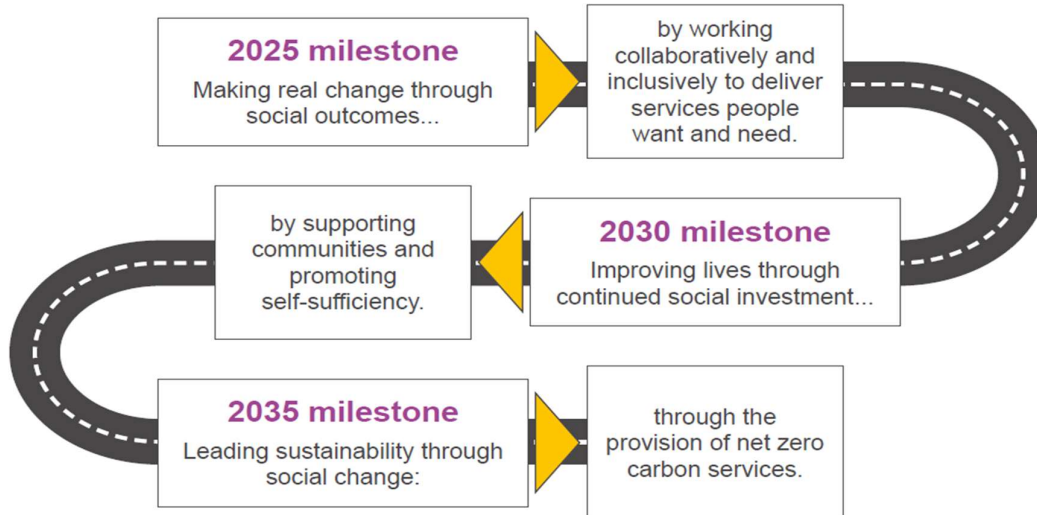 2025 milestone
Making real change through
social outcomes...
by working
collaboratively and
inclusively to deliver
services people
want and need.
2030 milestone
Improving lives through
continued social investment...
by supporting
communities and
promoting
self-sufficiency.
2035 milestone
Leading sustainability through
social change:
through the
provision of net zero
carbon services.